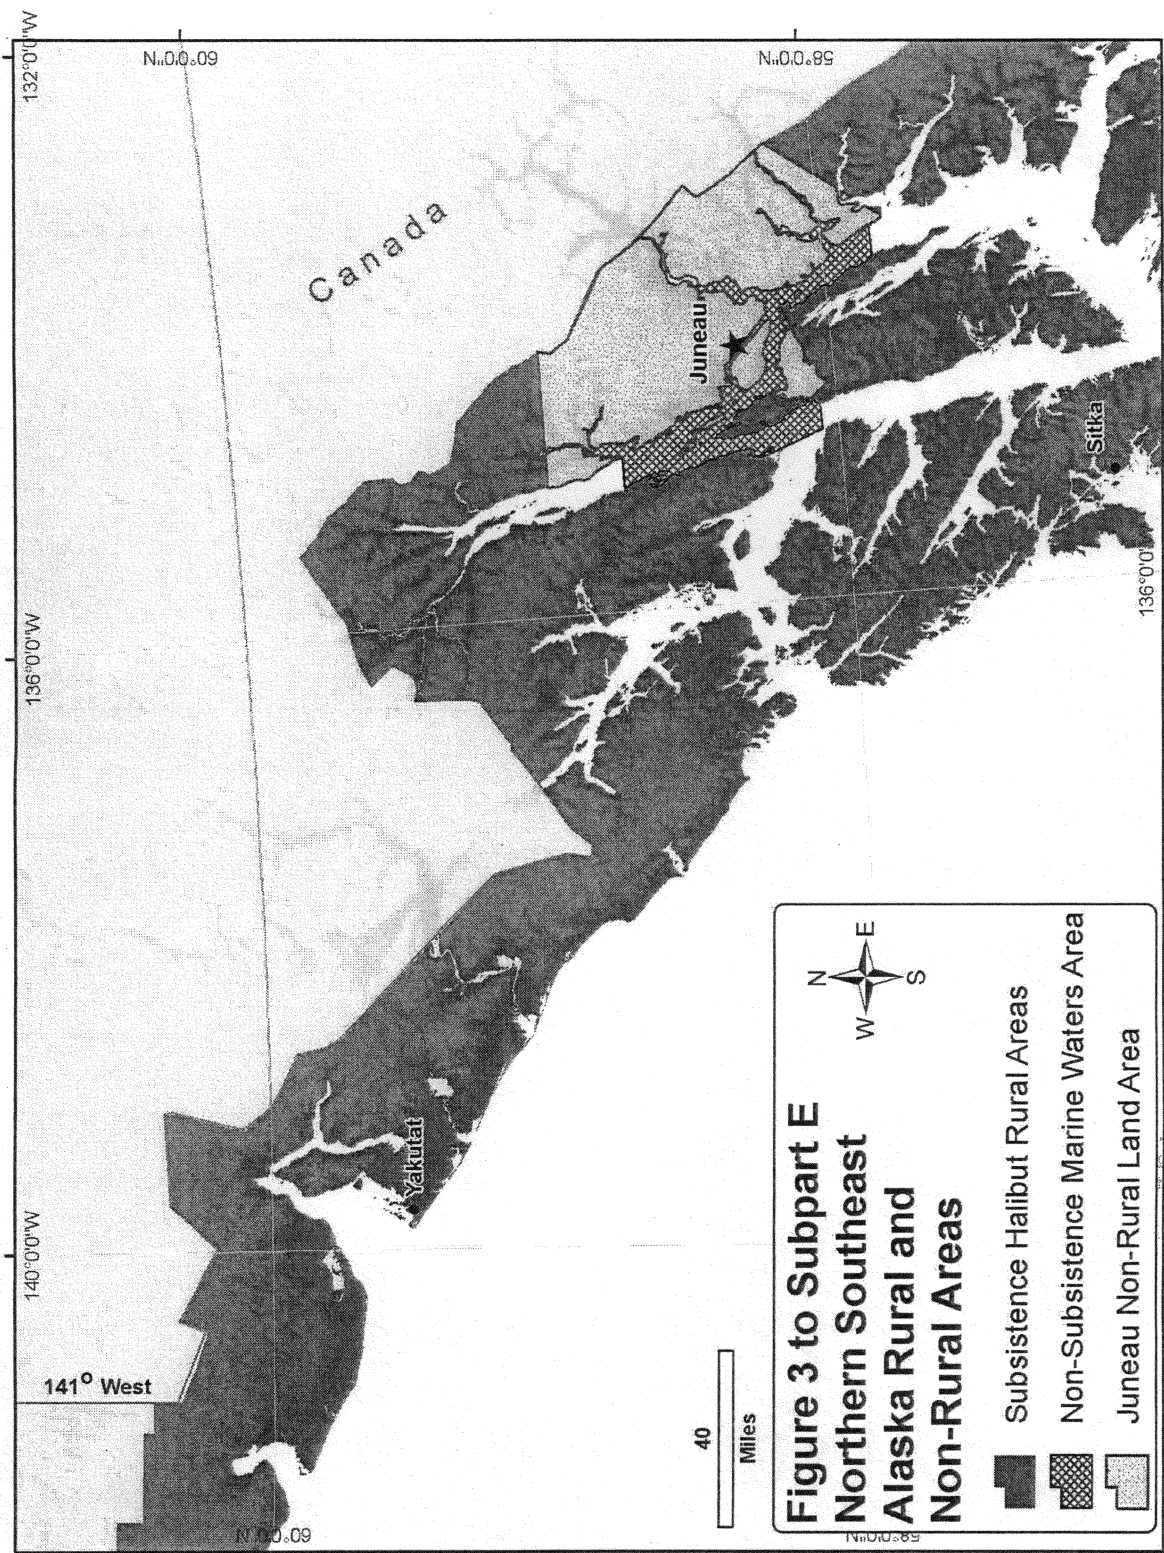 132°0'0"W
136°0'0"W
140°0'0"W
60°0'0"N
58°0'0"N
Canada
Juneau
Sitka
136°0'0"
Yakutat
141° West
60°0'0"N
58°0'0"N
40
Miles
Figure 3 to Subpart E
Northern Southeast
Alaska Rural and
Non-Rural Areas
N
W
E
S
Subsistence Halibut Rural Areas
Non-Subsistence Marine Waters Area
Juneau Non-Rural Land Area